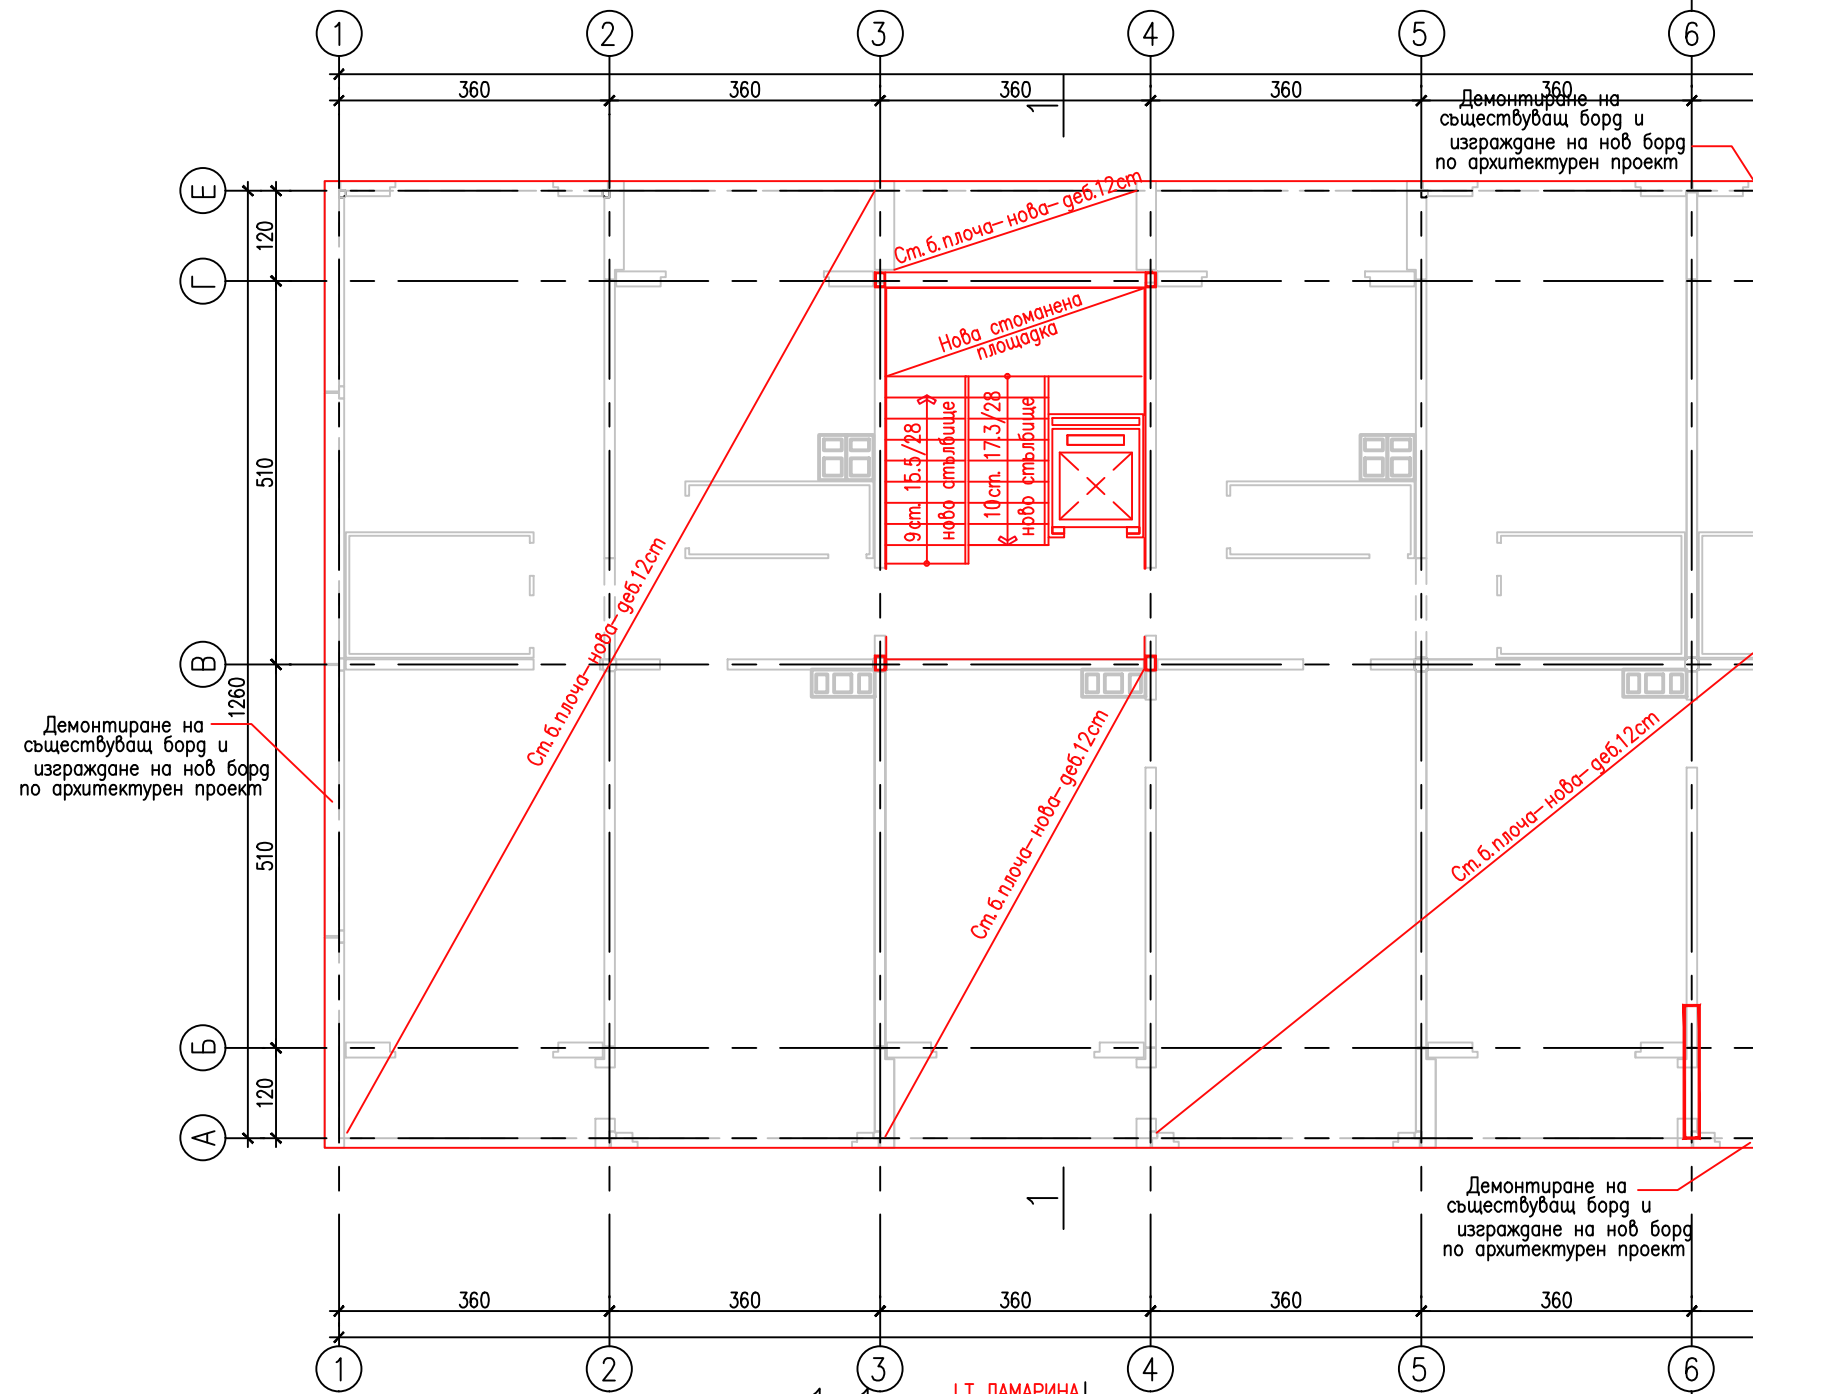 1 2 3 4 5 6
360 360 360 360 360
1
Демонтиране на
съществуващ борд и
изграждане на нов борд
по архитектурен проект
Е
120
Г
510
В
1260
510
Б
120
А
Ст. б. плоча-нова-деб.12cm
Нова стоманена
площадка
9ст. 15.5/28
ново стълбище
10ст. 17.3/28
ново стълбище
Ст. б. плоча-нова-деб.12cm
Демонтиране на
съществуващ борд и
изграждане на нов борд
по архитектурен проект
Ст. б. плоча-нова-деб.12cm
Ст. б. плоча-нова-деб.12cm
1
Демонтиране на
съществуващ борд и
изграждане на нов борд
по архитектурен проект
360 360 360 360 360
1 2 3 4 5 6
ЛАМАРИНА